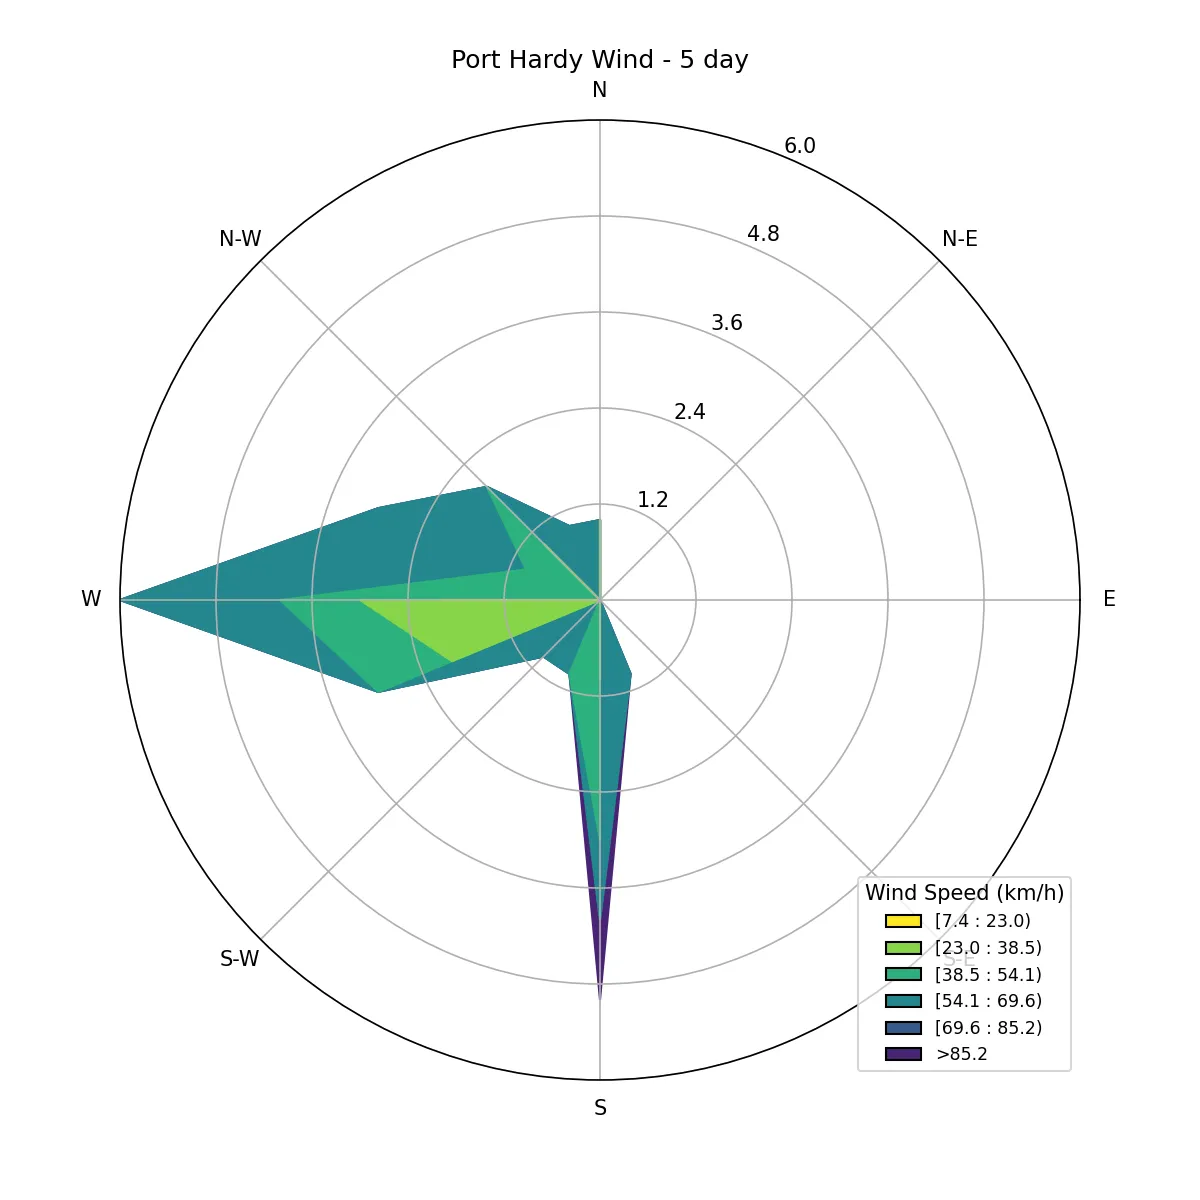 Port Hardy Wind - 5 day
N
6.0
N-W
4.8
N-E
3.6
2.4
1.2
W
E
Wind Speed (km/h)
[7.4 : 23.0)
[23.0 : 38.5)
S-W
S-E
[38.5 : 54.1)
[54.1 : 69.6)
[69.6 : 85.2)
>85.2
S